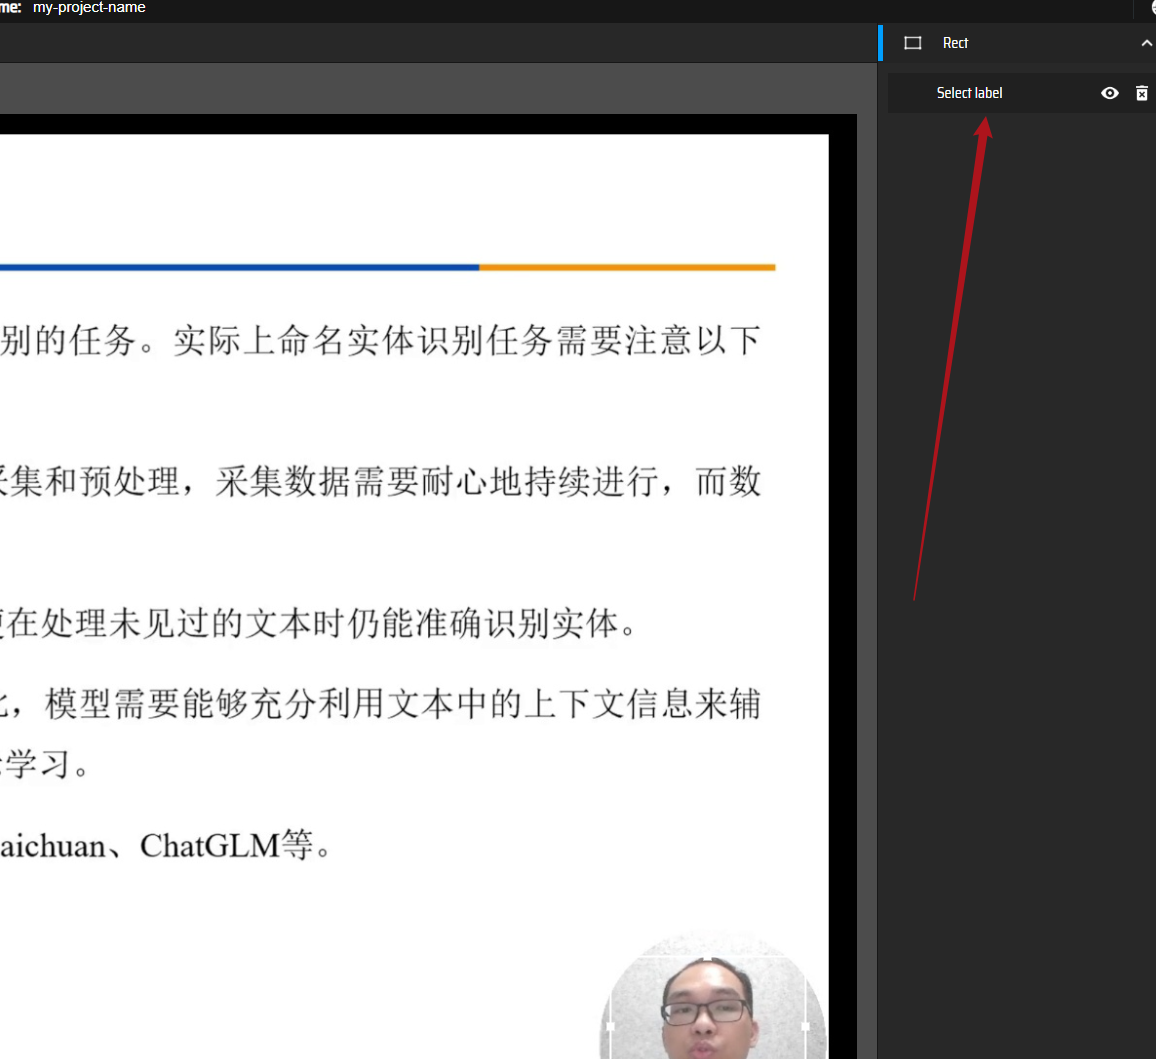 me: my-project-name
Rect
Select label
别的任务。实际上命名实体识别任务需要注意以下
集和预处理，采集数据需要耐心地持续进行，而数
在处理未见过的文本时仍能准确识别实体。
，模型需要能够充分利用文本中的上下文信息来辅
学习。
aichuan、ChatGLM等。